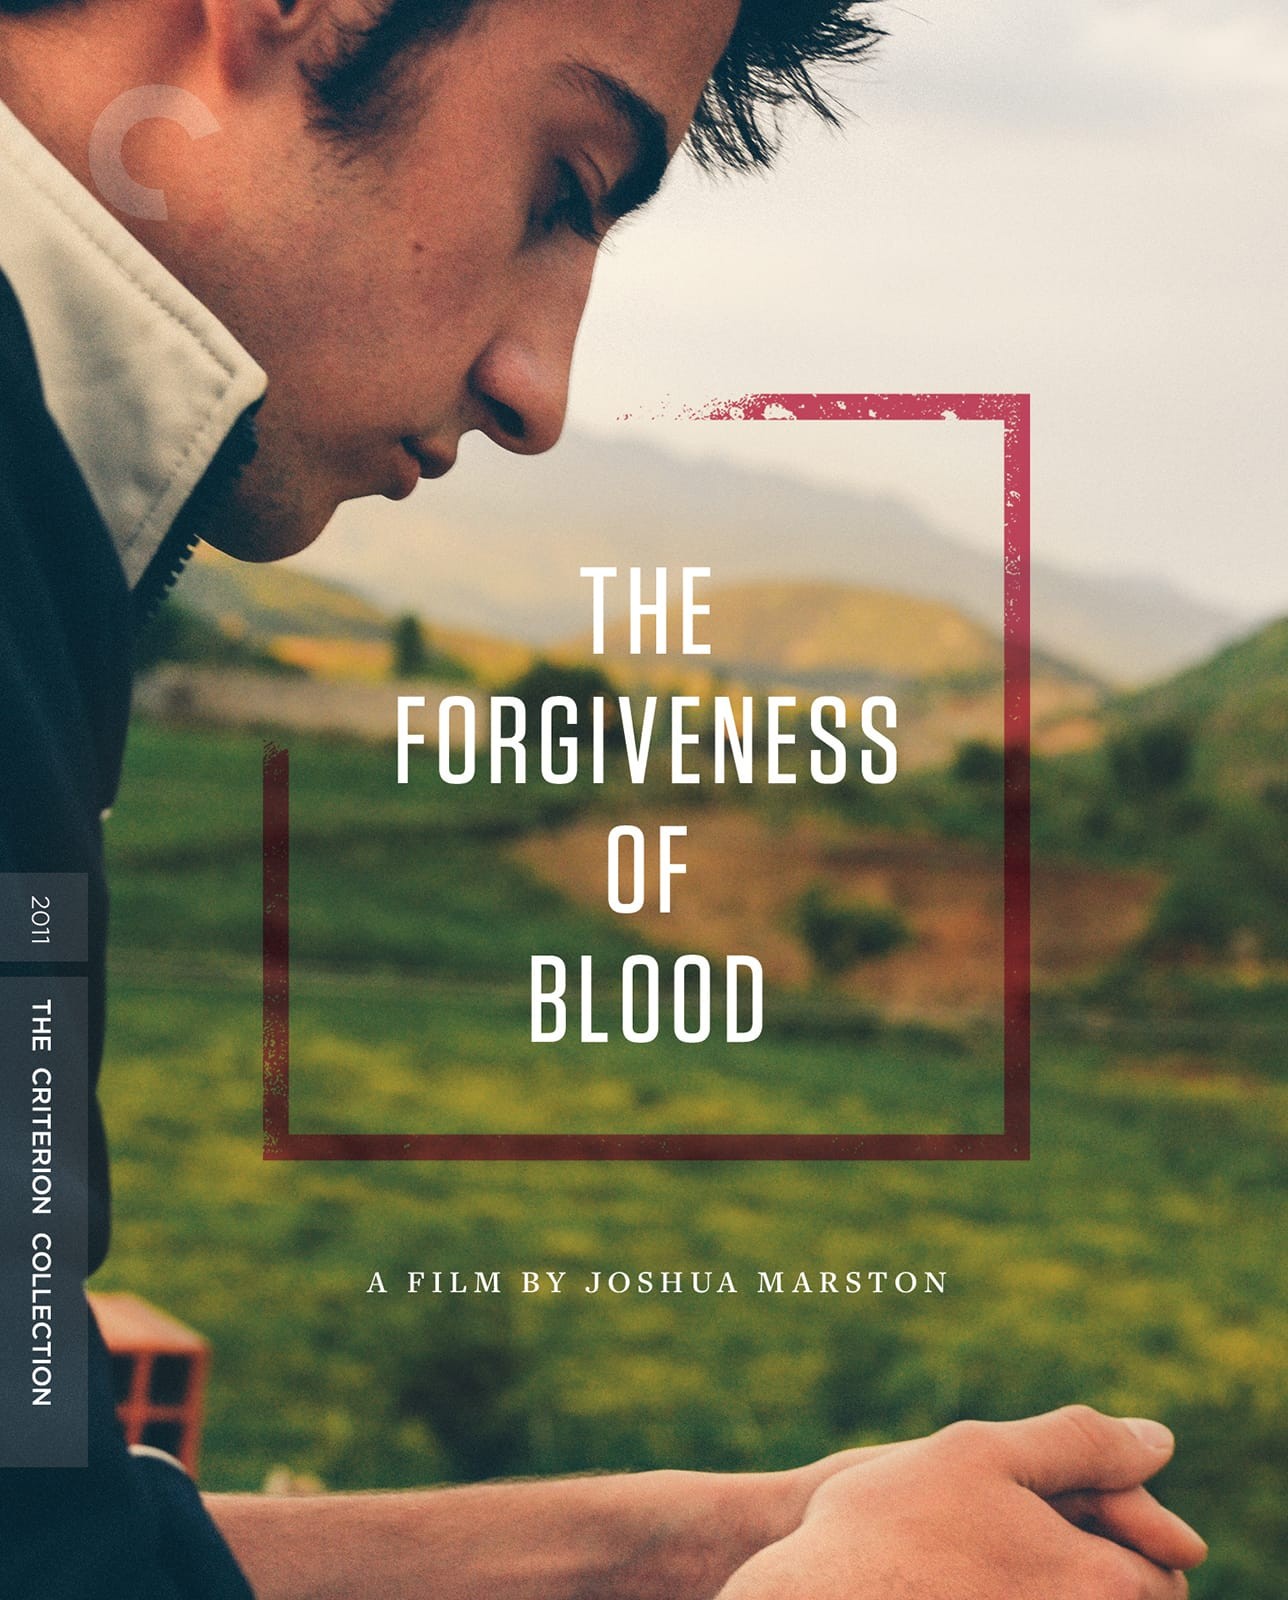 THE
FORGIVENESS
OF
BLOOD
A FILM BY JOSHUA MARSTON
2011
THE CRITERION COLLECTION